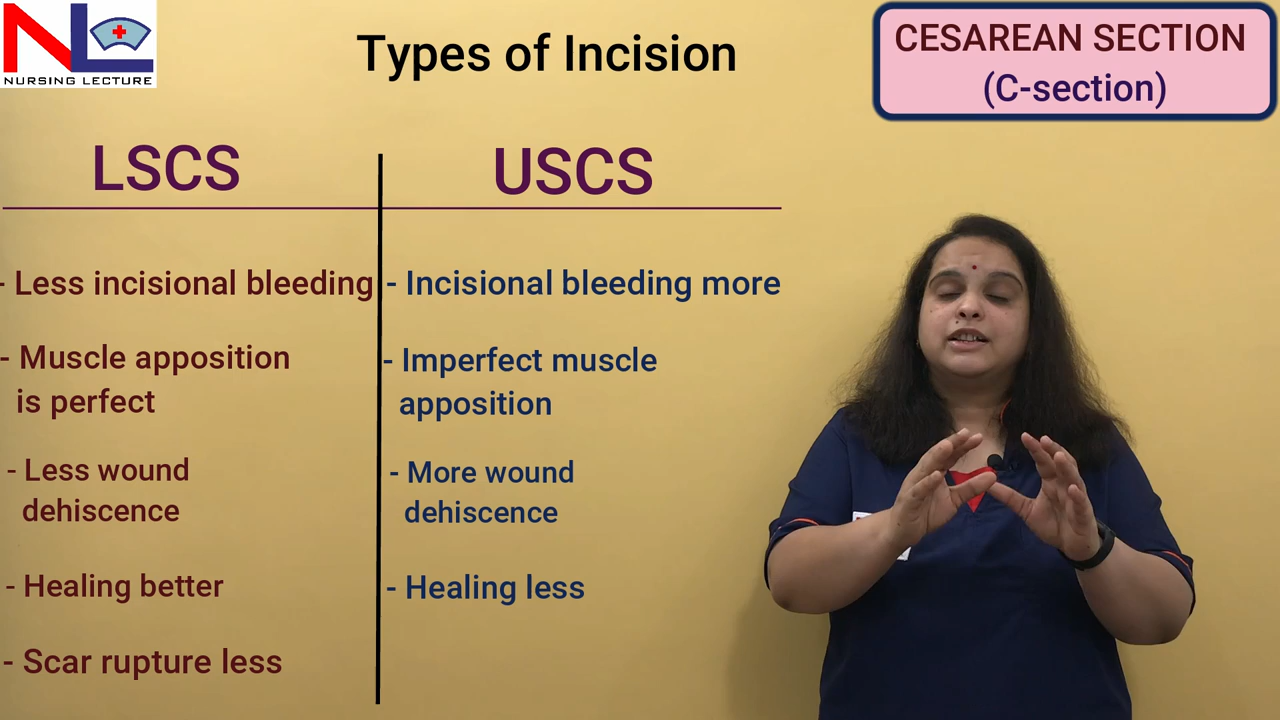 NL
NURSING LECTURE
Types of Incision
CESAREAN SECTION
(C-section)
LSCS
- Less incisional bleeding
- Muscle apposition
is perfect
- Less wound
dehiscence
- Healing better
- Scar rupture less
USCS
- Incisional bleeding more
- Imperfect muscle
apposition
- More wound
dehiscence
- Healing less